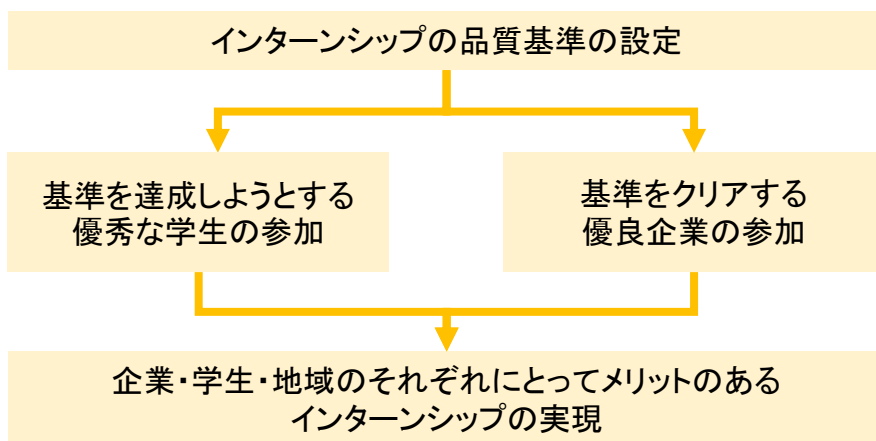 インターンシップの品質基準の設定
基準を達成しようとする
優秀な学生の参加
基準をクリアする
優良企業の参加
企業・学生・地域のそれぞれにとってメリットのある
インターンシップの実現